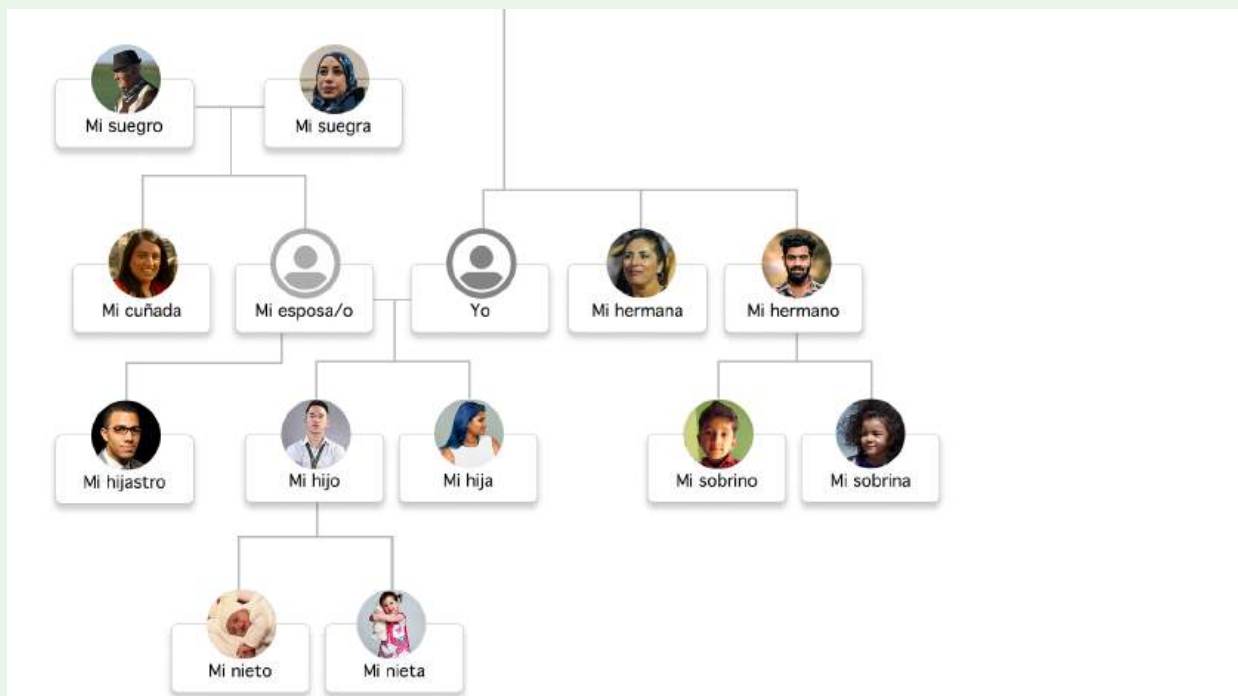 Mi suegro
Mi suegra
Mi cuñada
Mi esposa/o
Yo
Mi hermana
Mi hermano
Mi hijastro
Mi hijo
Mi hija
Mi sobrino
Mi sobrina
Mi nieto
Mi nieta